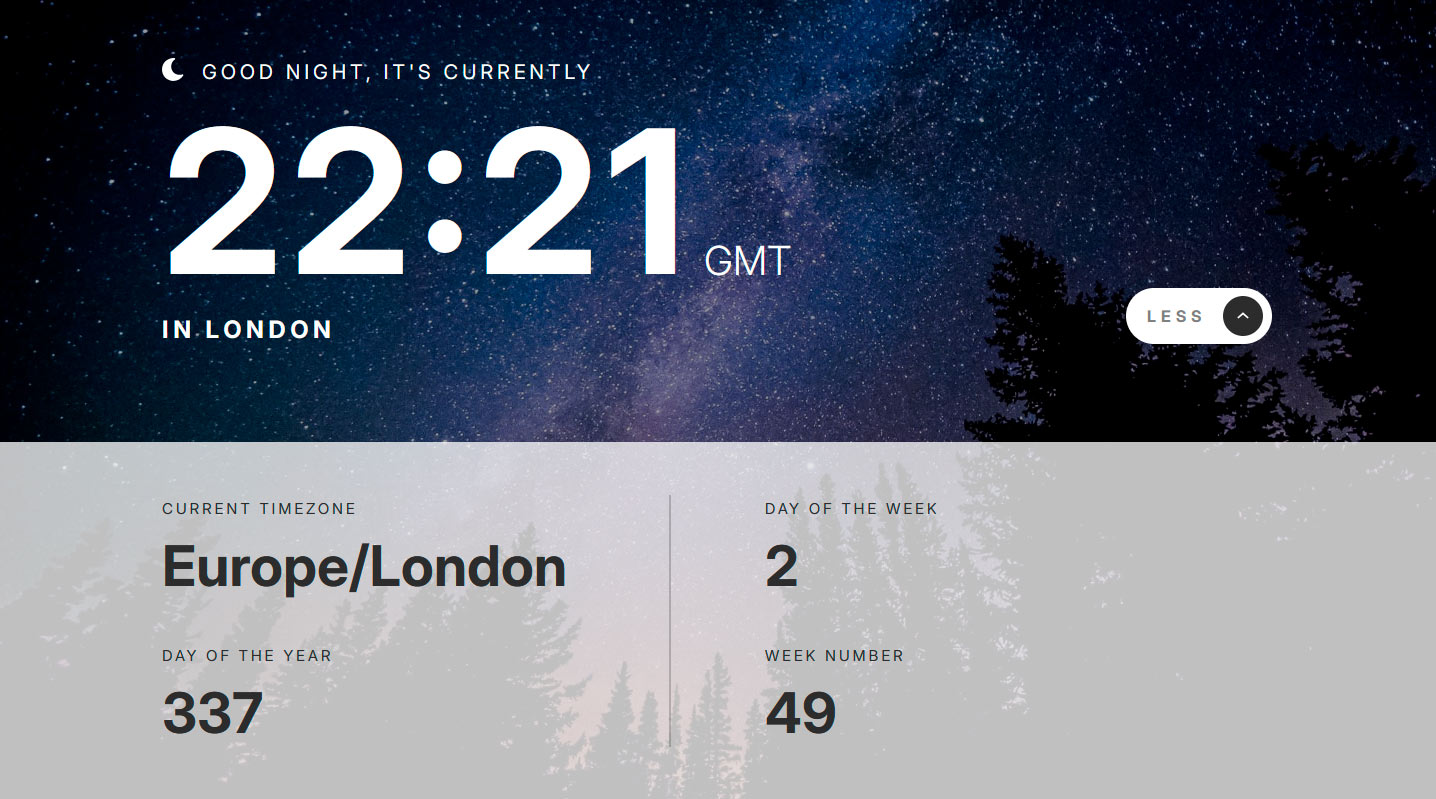 GOOD NIGHT, IT'S CURRENTLY
22:21 GMT
IN LONDON
LESS
CURRENT TIMEZONE
Europe/London
DAY OF THE YEAR
337
DAY OF THE WEEK
2
WEEK NUMBER
49